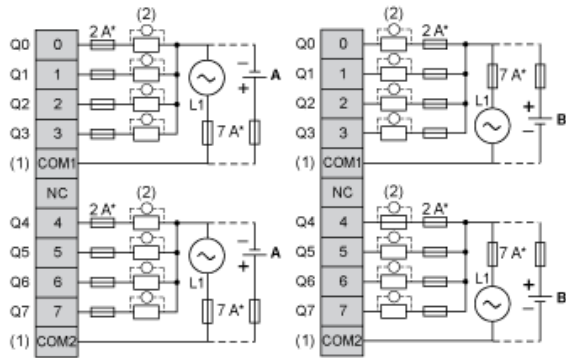 (2)
Q0 0 2 A*
Q1 1 − A
Q2 2 +
L1
Q3 3 7 A*
(1) COM1
NC
(2)
Q4 4 2 A*
Q5 5 − A
Q6 6 +
L1
Q7 7 7 A*
(1) COM2
(2)
Q0 0 2 A*
Q1 1 7 A*
Q2 2 L1 +
B
Q3 3 −
(1) COM1
NC
(2)
Q4 4 2 A*
Q5 5 7 A*
Q6 6 L1 +
B
Q7 7 −
(1) COM2